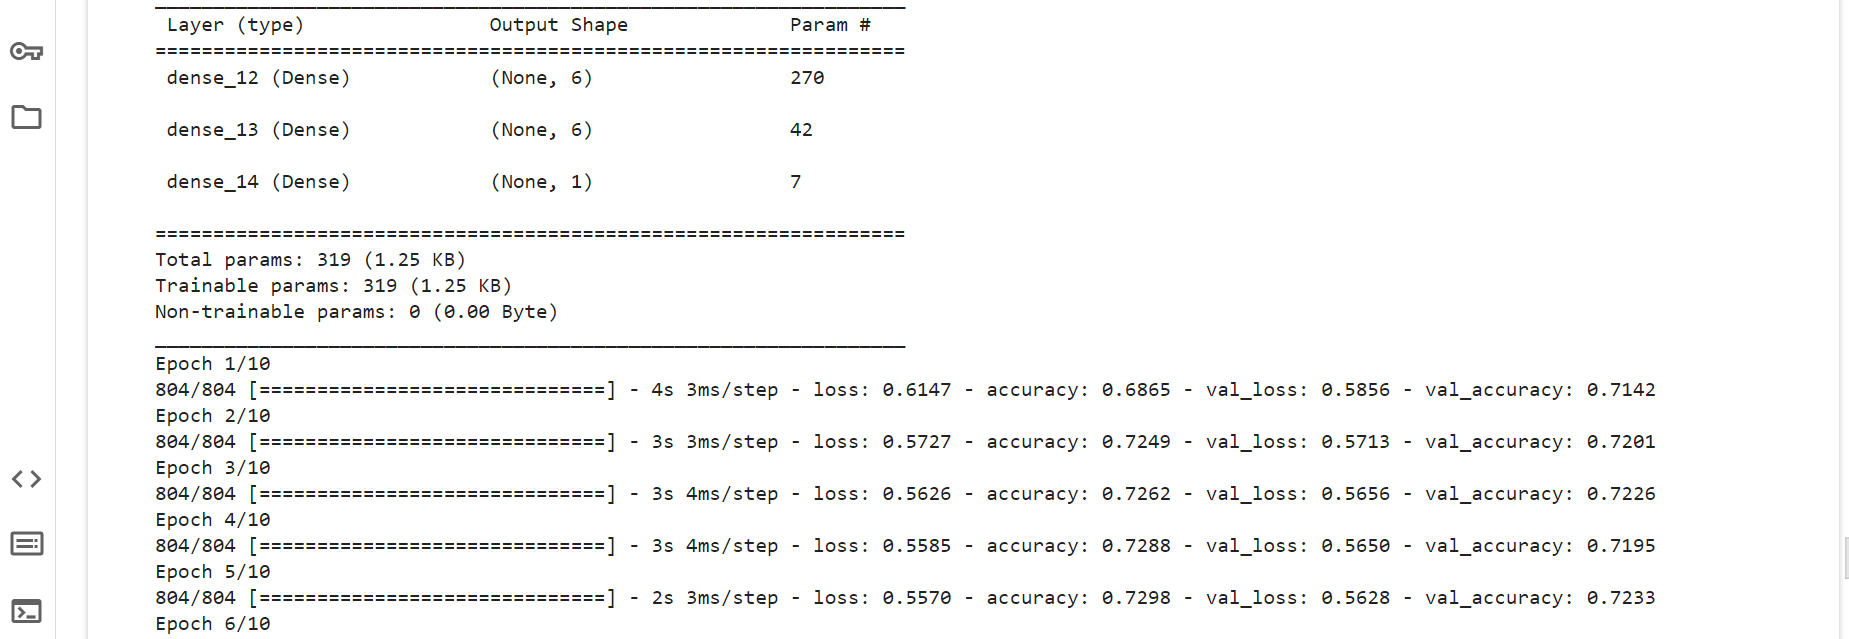 Layer (type) Output Shape Param #
=================================================================
dense_12 (Dense) (None, 6) 270
dense_13 (Dense) (None, 6) 42
dense_14 (Dense) (None, 1) 7
=================================================================
Total params: 319 (1.25 KB)
Trainable params: 319 (1.25 KB)
Non-trainable params: 0 (0.00 Byte)
_________________________________________________________________
Epoch 1/10
804/804 [==============================] - 4s 3ms/step - loss: 0.6147 - accuracy: 0.6865 - val_loss: 0.5856 - val_accuracy: 0.7142
Epoch 2/10
804/804 [==============================] - 3s 3ms/step - loss: 0.5727 - accuracy: 0.7249 - val_loss: 0.5713 - val_accuracy: 0.7201
Epoch 3/10
804/804 [==============================] - 3s 4ms/step - loss: 0.5626 - accuracy: 0.7262 - val_loss: 0.5656 - val_accuracy: 0.7226
Epoch 4/10
804/804 [==============================] - 3s 4ms/step - loss: 0.5585 - accuracy: 0.7288 - val_loss: 0.5650 - val_accuracy: 0.7195
Epoch 5/10
804/804 [==============================] - 2s 3ms/step - loss: 0.5570 - accuracy: 0.7298 - val_loss: 0.5628 - val_accuracy: 0.7233
Epoch 6/10